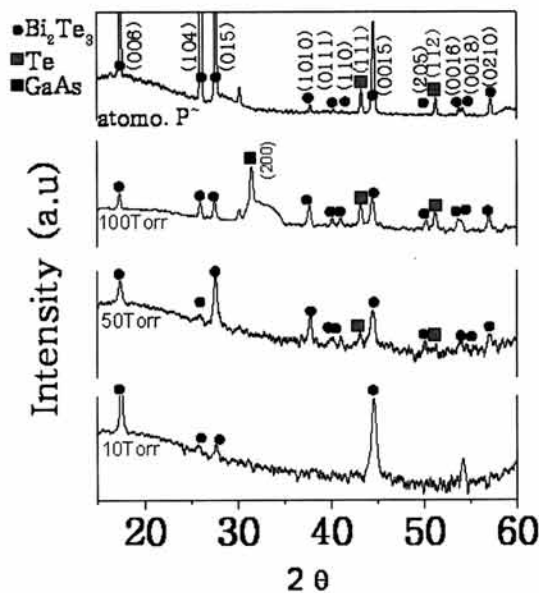 Bi₂Te₃
Te
GaAs
(006)
(104)
(015)
(1010)
(0111)
(110)
(111)
(0015)
(205)
(112)
(0016)
(0018)
(0210)
atomo. P~
(200)
100Torr
50Torr
10Torr
Intensity (a.u)
20 30 40 50 60
2 θ